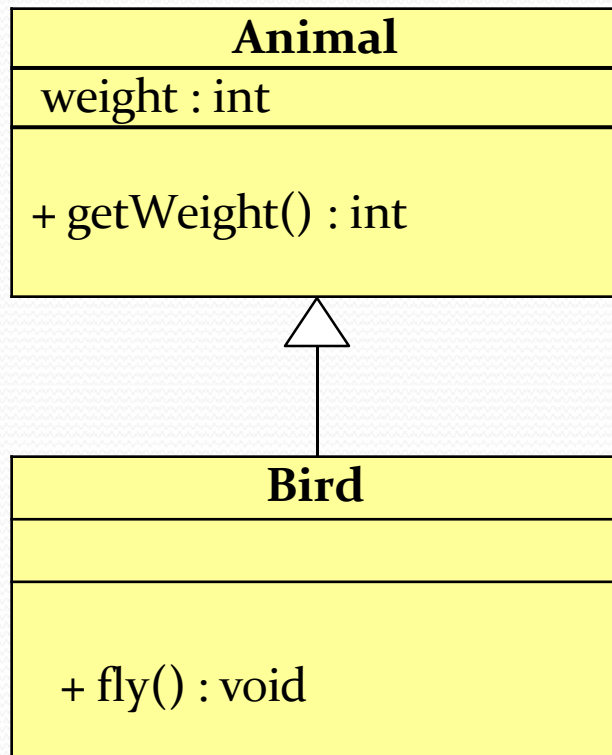 Animal
weight : int
+ getWeight() : int
Bird
+ fly() : void